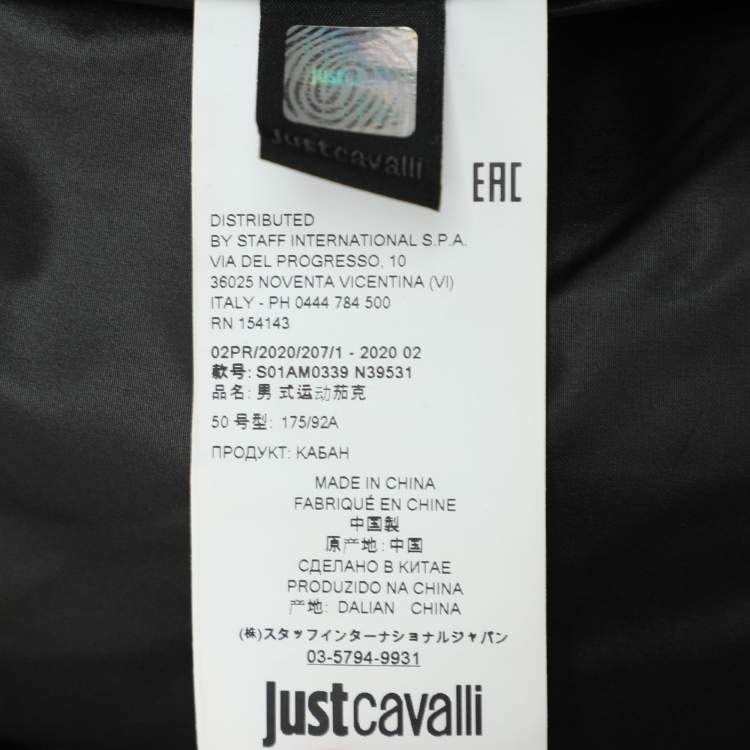 just
justcavalli
EAC
DISTRIBUTED
BY STAFF INTERNATIONAL S.P.A.
VIA DEL PROGRESSO, 10
36025 NOVENTA VICENTINA (VI)
ITALY - PH 0444 784 500
RN 154143
02PR/2020/207/1 - 2020 02
款号: S01AM0339 N39531
品名: 男 式运动茄克
50 号型: 175/92A
ПРОДУКТ: КАБАН
MADE IN CHINA
FABRIQUÉ EN CHINE
中国製
原产地: 中国
СДЕЛАНО В КИТАЕ
PRODUZIDO NA CHINA
产地: DALIAN CHINA
(株)スタッフインターナショナルジャパン
03-5794-9931
justcavalli